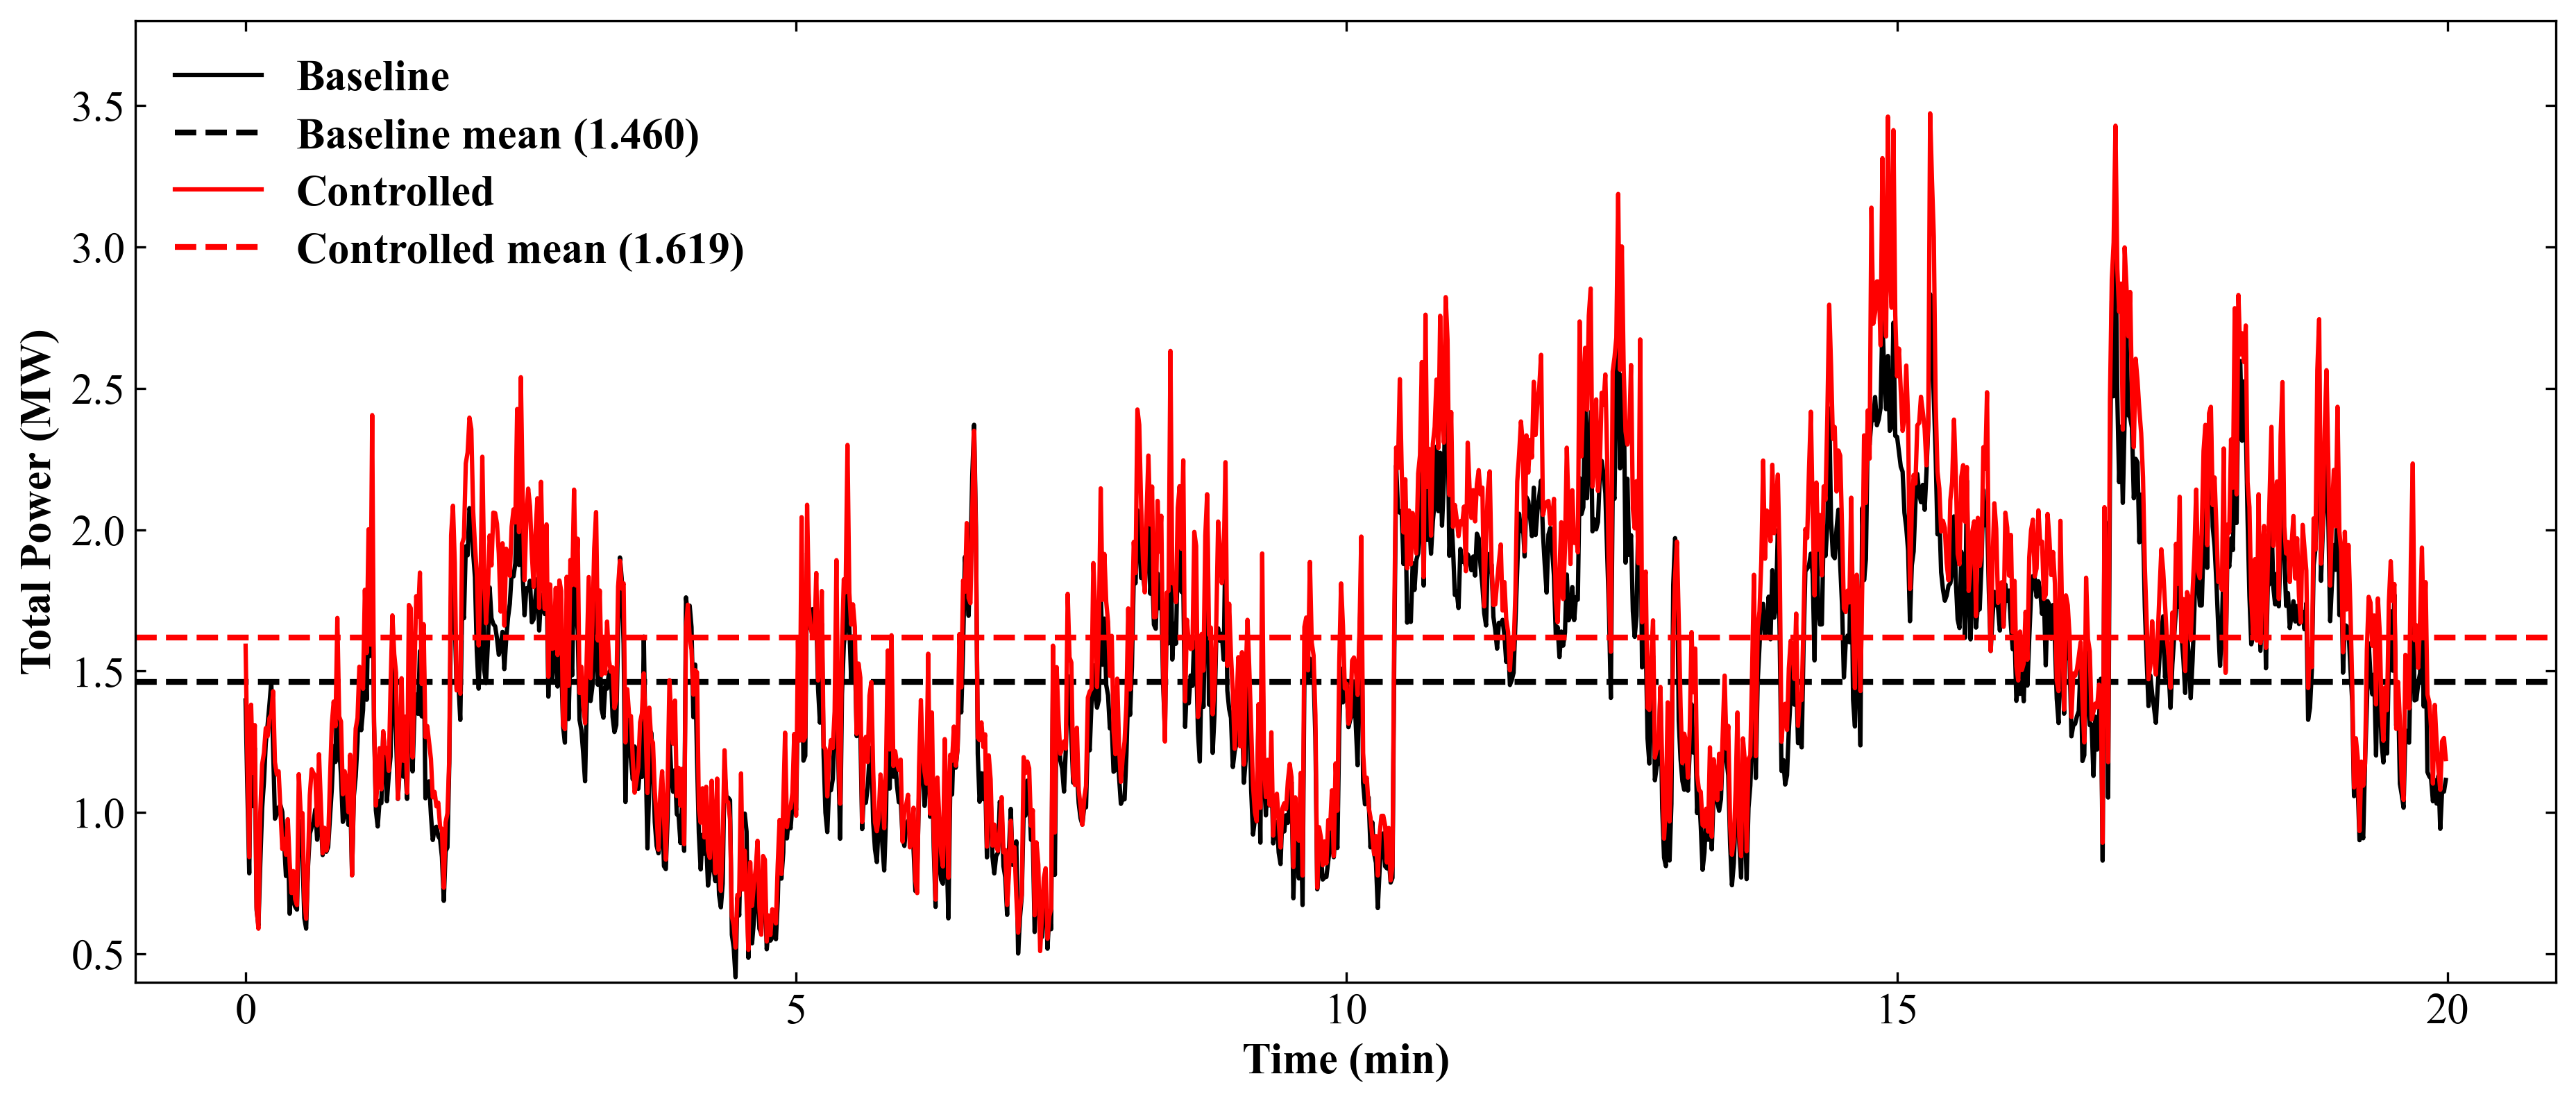 Baseline
Baseline mean (1.460)
Controlled
Controlled mean (1.619)
Total Power (MW)
3.5
3.0
2.5
2.0
1.5
1.0
0.5
0 5 10 15 20
Time (min)